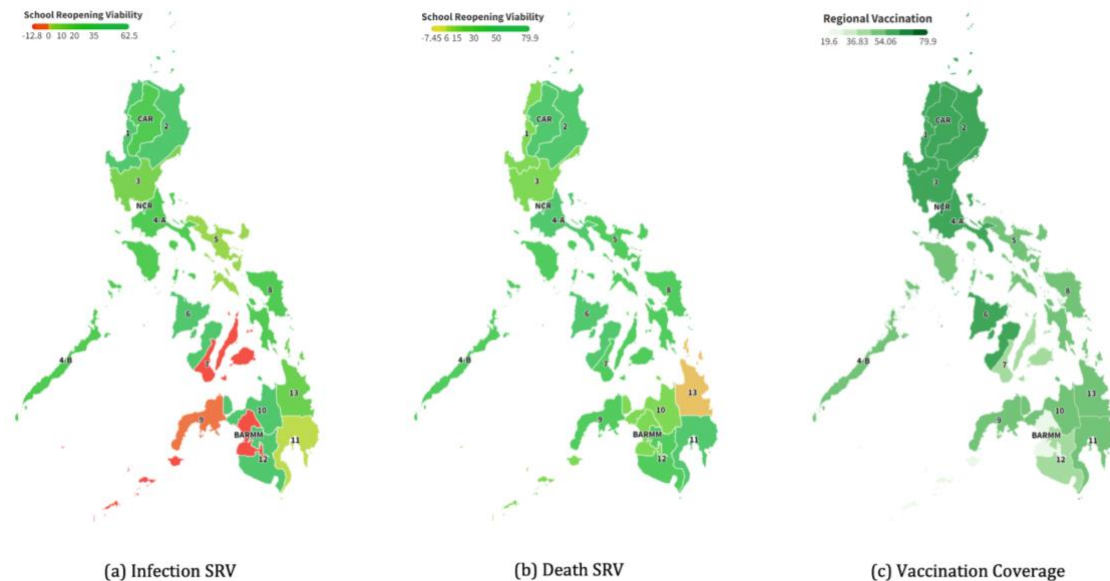 School Reopening Viability
-12.8 0 10 20 35 62.5
CAR
1
2
3
NCR
4-A
5
6
8
7
4-B
13
9
10
11
BARMM
12
(a) Infection SRV
School Reopening Viability
-7.45 6 15 30 50 79.9
CAR
1
2
3
NCR
4-A
5
6
8
7
4-B
13
9
10
11
BARMM
12
(b) Death SRV
Regional Vaccination
19.6 36.83 54.06 79.9
CAR
1
2
3
NCR
4-A
5
6
8
7
4-B
13
9
10
11
BARMM
12
(c) Vaccination Coverage